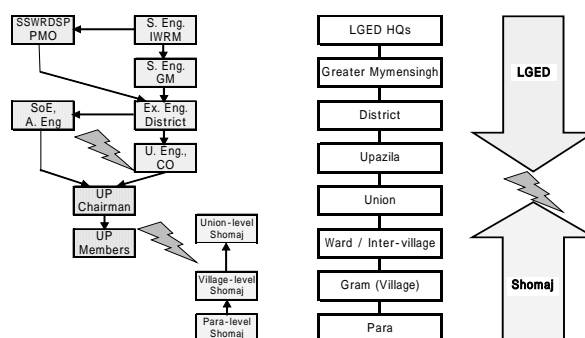 SSWRDSP
PMO
S. Eng.
IWRM
S. Eng.
GM
SoE,
A. Eng
Ex. Eng.
District
U. Eng.,
CO
UP
Chairman
UP
Members
Union-level
Shomaj
Village-level
Shomaj
Para-level
Shomaj
LGED HQs
Greater Mymensingh
District
Upazila
Union
Ward / Inter-village
Gram (Village)
Para
LGED
Shomaj